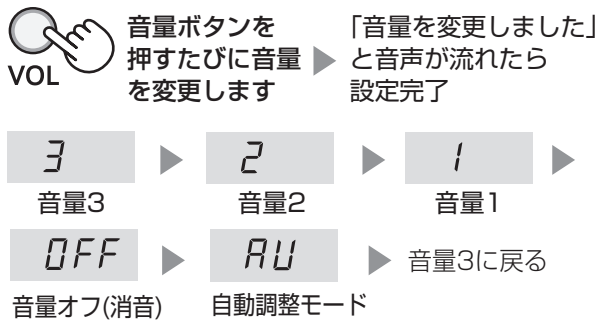 VOL
音量ボタンを
押すたびに音量
を変更します
「音量を変更しました」
と音声が流れたら
設定完了
3
音量3
2
音量2
1
音量1
OFF
音量オフ(消音)
AU
自動調整モード
音量3に戻る